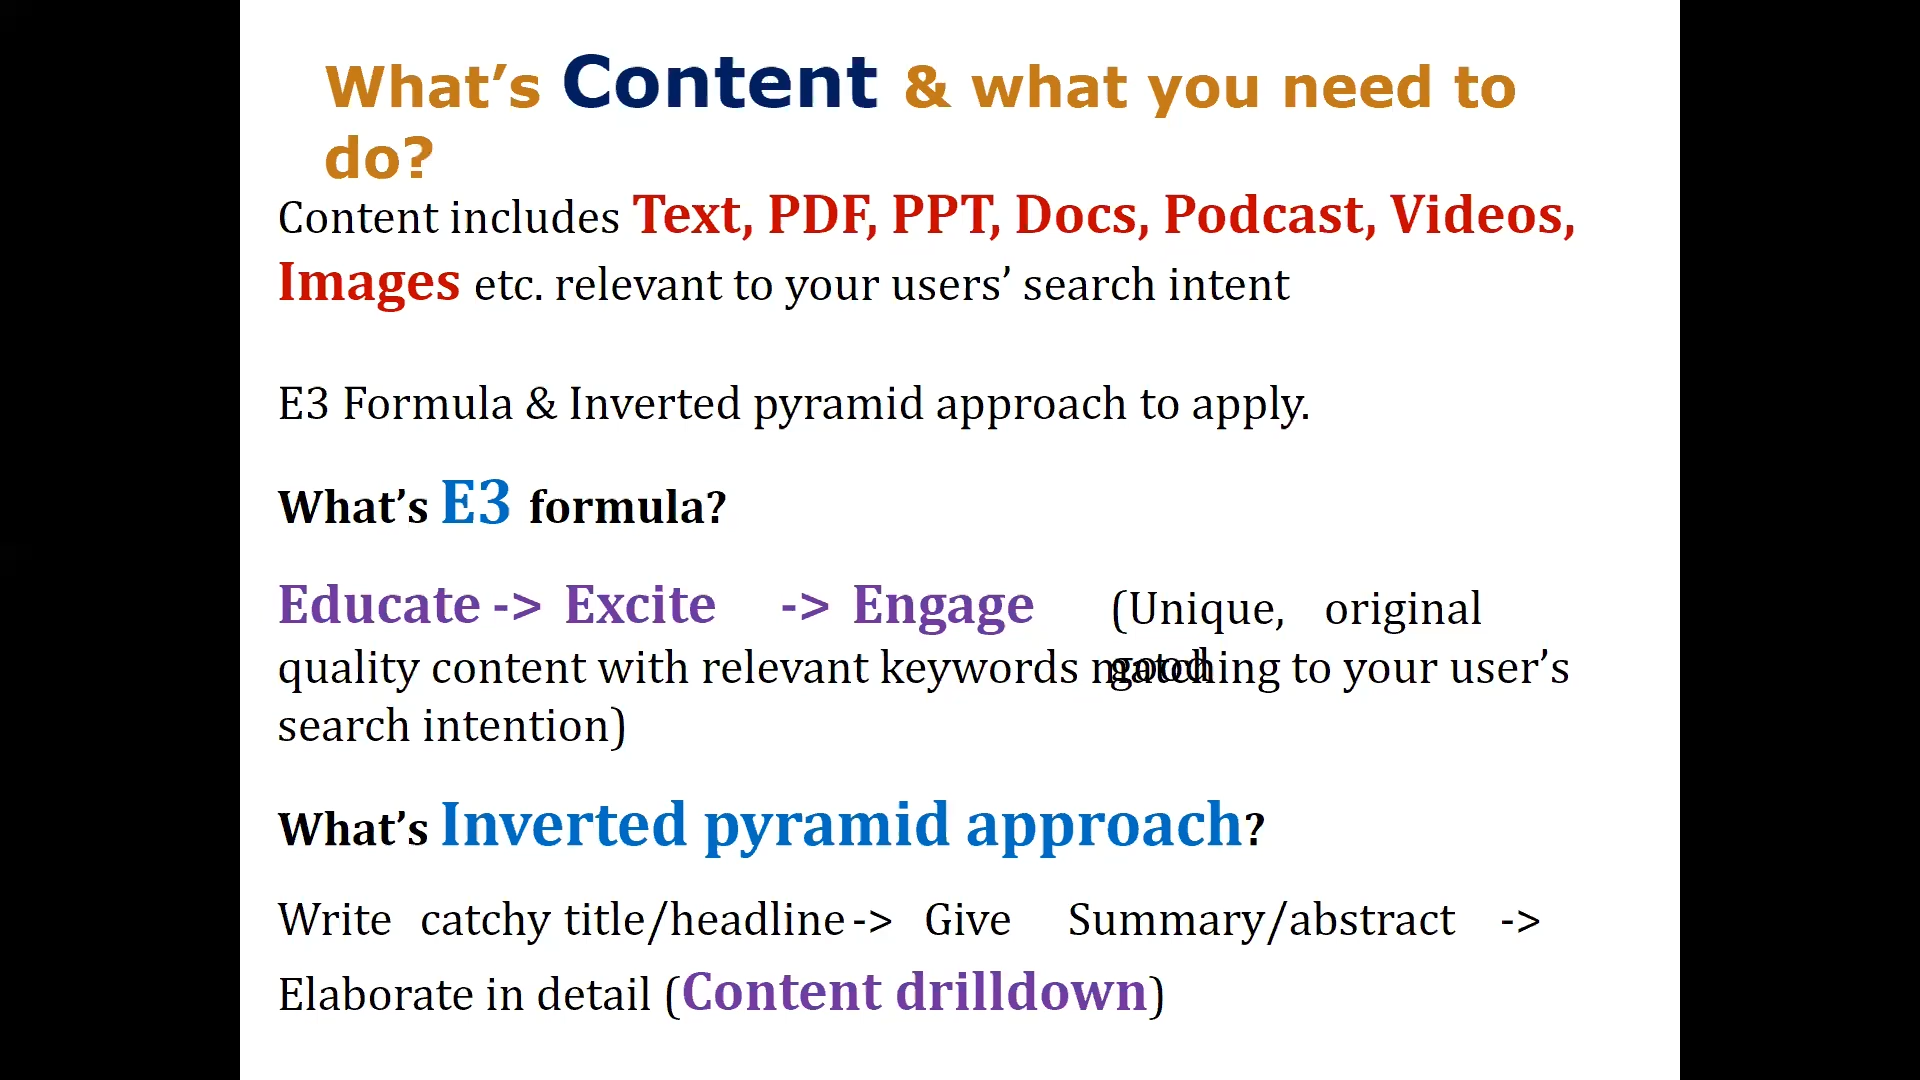 What’s Content & what you need to
do?
Content includes Text, PDF, PPT, Docs, Podcast, Videos,
Images etc. relevant to your users’ search intent
E3 Formula & Inverted pyramid approach to apply.
What’s E3 formula?
Educate -> Excite -> Engage (Unique, original
good
quality content with relevant keywords matching to your user’s
search intention)
What’s Inverted pyramid approach?
Write catchy title/headline -> Give Summary/abstract ->
Elaborate in detail (Content drilldown)